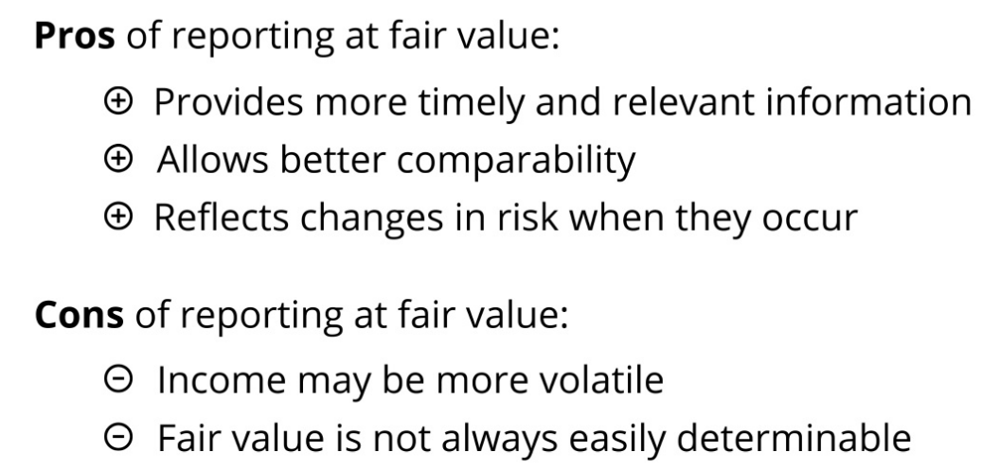 Pros of reporting at fair value:
⊕ Provides more timely and relevant information
⊕ Allows better comparability
⊕ Reflects changes in risk when they occur
Cons of reporting at fair value:
⊖ Income may be more volatile
⊖ Fair value is not always easily determinable